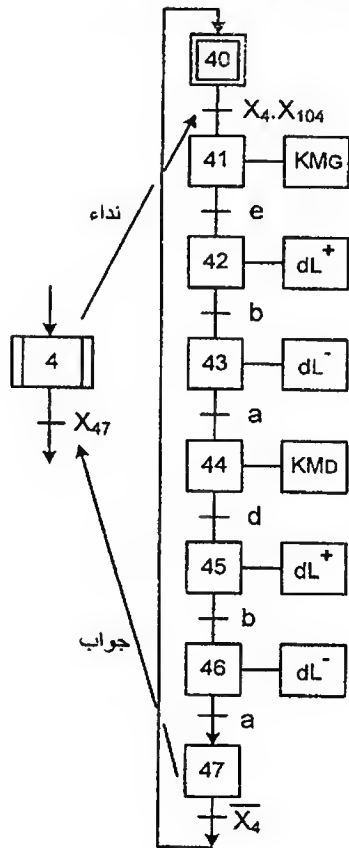 40
X₄.X₁₀₄
41 KMG
نداء
e
42 dL⁺
b
4
43 dL⁻
X₄₇
a
44 KMD
d
45 dL⁺
جواب
b
46 dL⁻
a
47
X̅₄̅